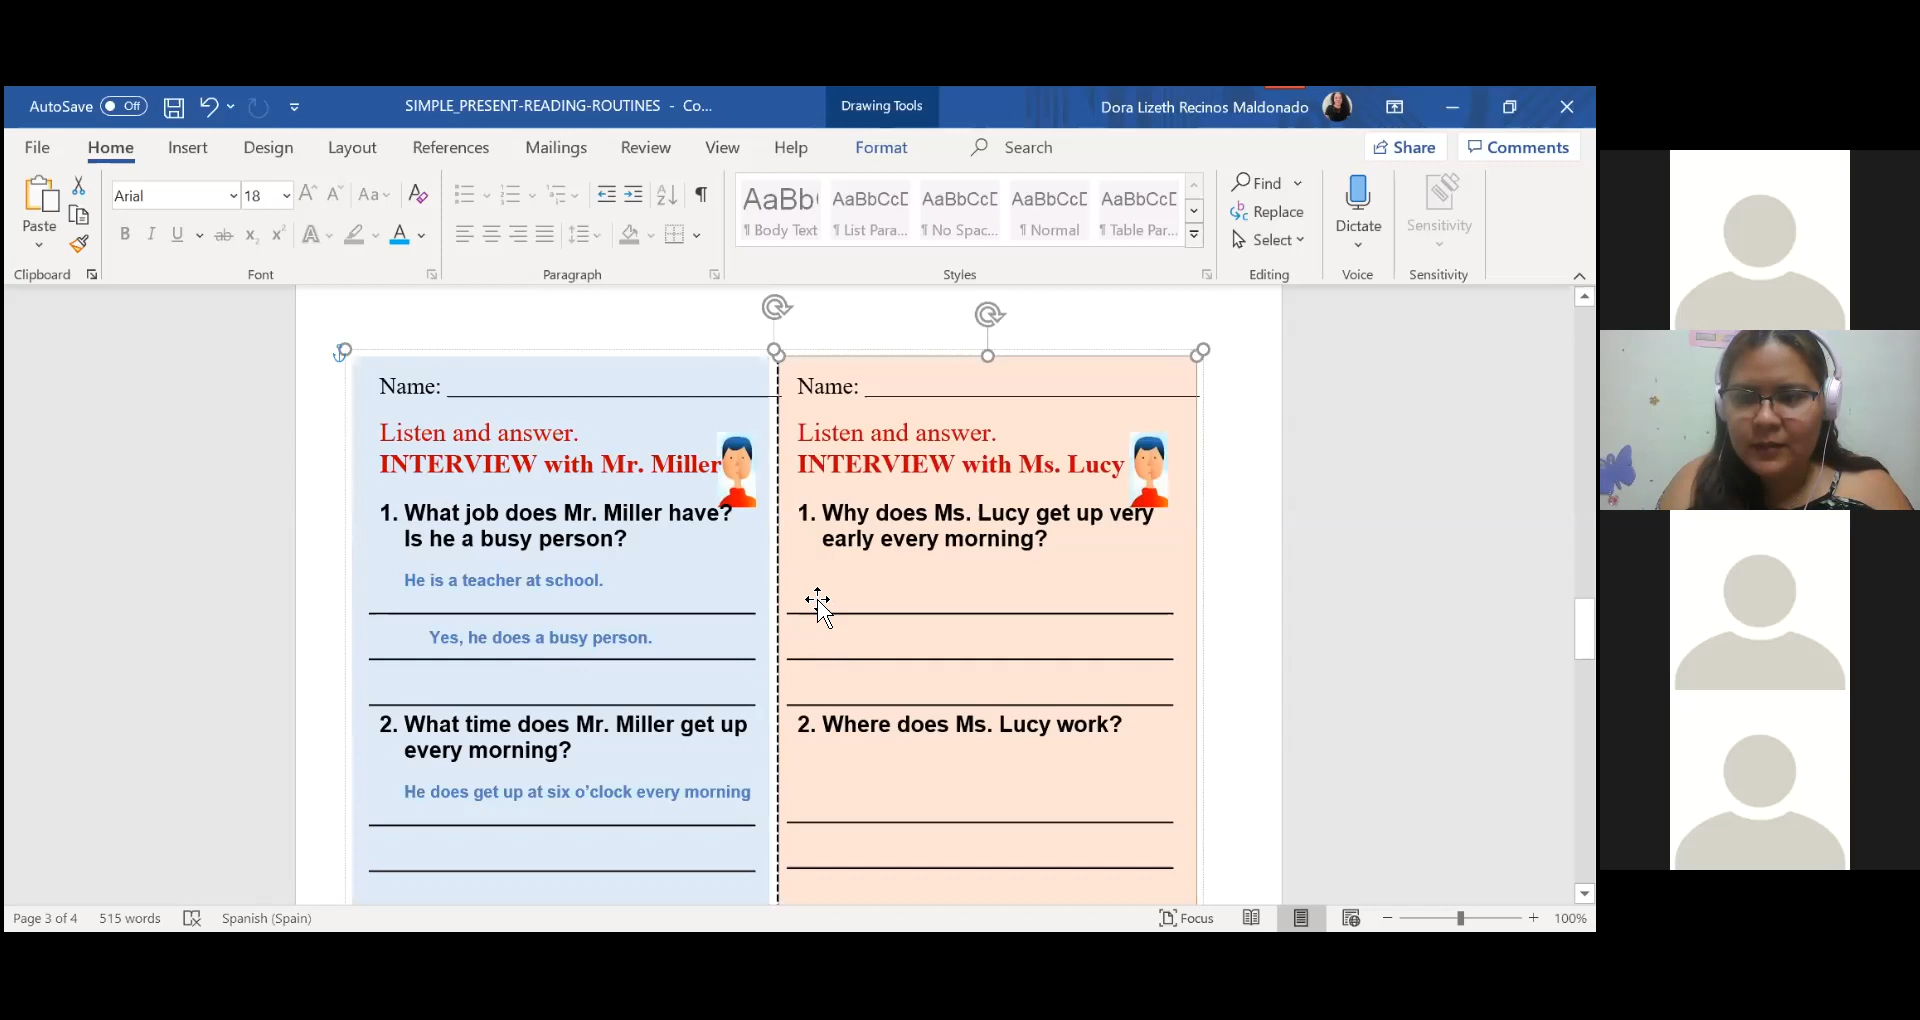 AutoSave Off SIMPLE_PRESENT-READING-ROUTINES - Co... Drawing Tools Dora Lizeth Recinos Maldonado
File Home Insert Design Layout References Mailings Review View Help Format Search Share Comments
Paste
Arial 18 A A Aa A
B I U ab x₂ x² A A
AaBb( AaBbCcD AaBbCcD AaBbCcD AaBbCcD
¶ Body Text ¶ List Para... ¶ No Spac... ¶ Normal ¶ Table Par...
Find
Replace
Select
Dictate
Sensitivity
Clipboard Font Paragraph Styles Editing Voice Sensitivity
Name: ____________________
Listen and answer.
INTERVIEW with Mr. Miller
1. What job does Mr. Miller have?
Is he a busy person?
He is a teacher at school.
Yes, he does a busy person.
2. What time does Mr. Miller get up
every morning?
He does get up at six o’clock every morning
Name: ____________________
Listen and answer.
INTERVIEW with Ms. Lucy
1. Why does Ms. Lucy get up very
early every morning?
2. Where does Ms. Lucy work?
Page 3 of 4 515 words Spanish (Spain) Focus 100%